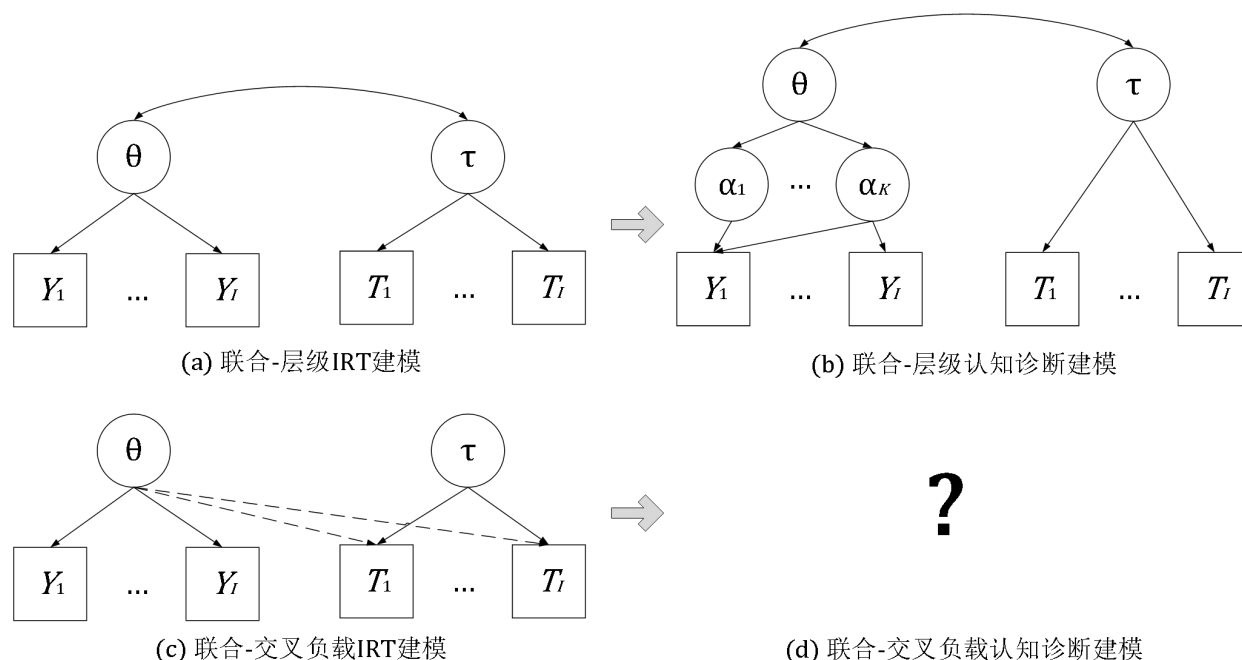 θ τ
θ τ
α1 ... αK
Y1 ... YI T1 ... TI
Y1 ... YI T1 ... TI
(a) 联合-层级IRT建模
(b) 联合-层级认知诊断建模
θ τ
?
Y1 ... YI T1 ... TI
(c) 联合-交叉负载IRT建模
(d) 联合-交叉负载认知诊断建模